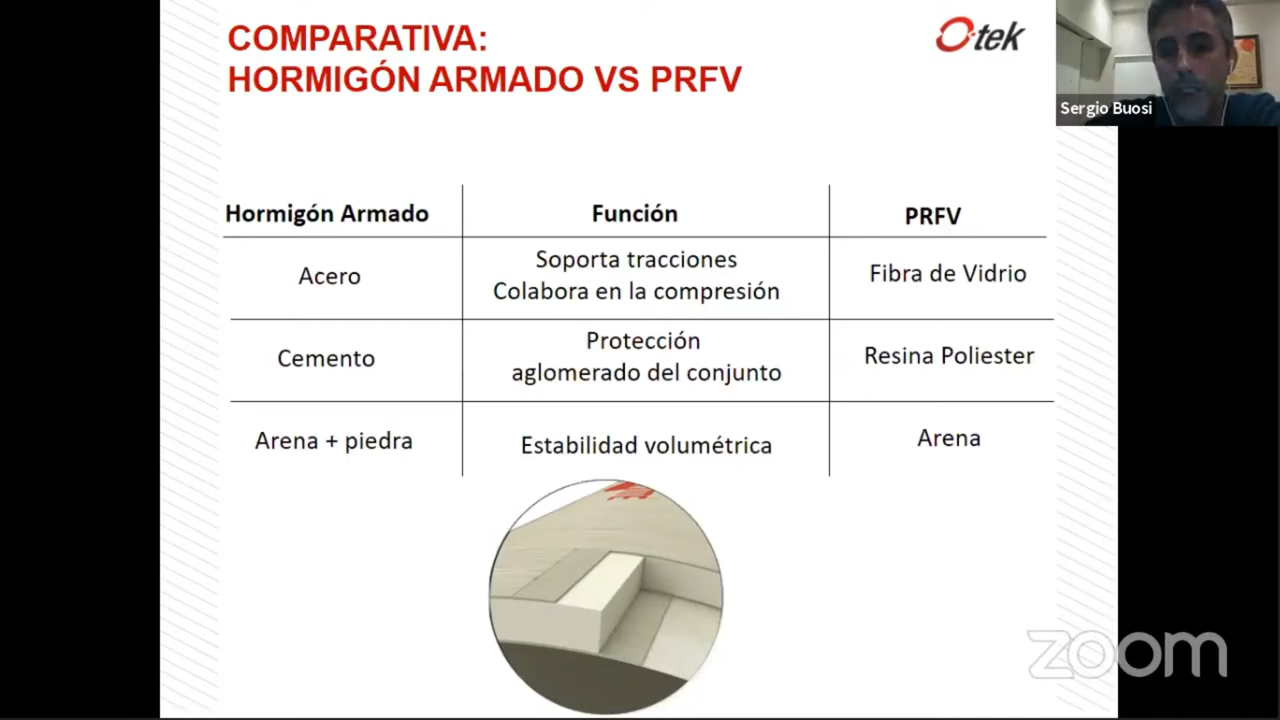 COMPARATIVA:
HORMIGÓN ARMADO VS PRFV
O-tek
Sergio Buosi
Hormigón Armado
Función
PRFV
Acero
Soporta tracciones
Colabora en la compresión
Fibra de Vidrio
Cemento
Protección
aglomerado del conjunto
Resina Poliester
Arena + piedra
Estabilidad volumétrica
Arena
zoom